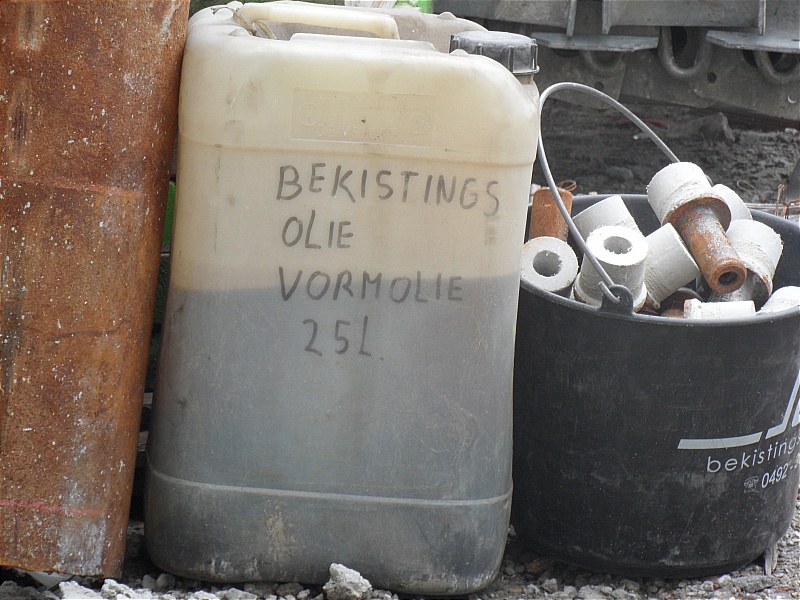 BEKISTINGS
OLIE
VORMOLIE
25L.
bekistings
0492-